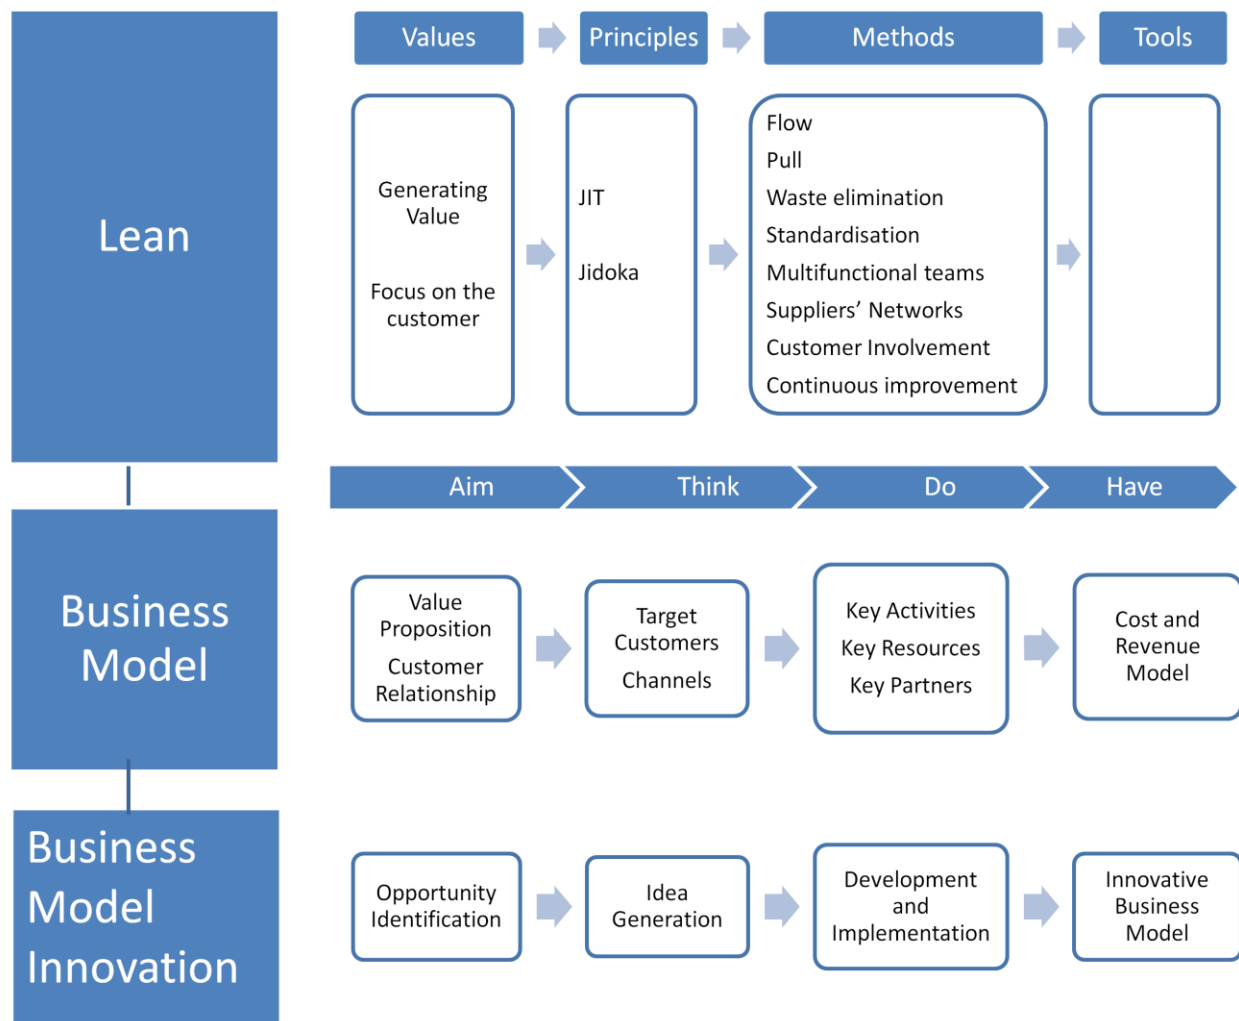 Values
Principles
Methods
Tools
Lean
Generating
Value
Focus on the
customer
JIT
Jidoka
Flow
Pull
Waste elimination
Standardisation
Multifunctional teams
Suppliers’ Networks
Customer Involvement
Continuous improvement
Aim
Think
Do
Have
Business
Model
Value
Proposition
Customer
Relationship
Target
Customers
Channels
Key Activities
Key Resources
Key Partners
Cost and
Revenue
Model
Business
Model
Innovation
Opportunity
Identification
Idea
Generation
Development
and
Implementation
Innovative
Business
Model